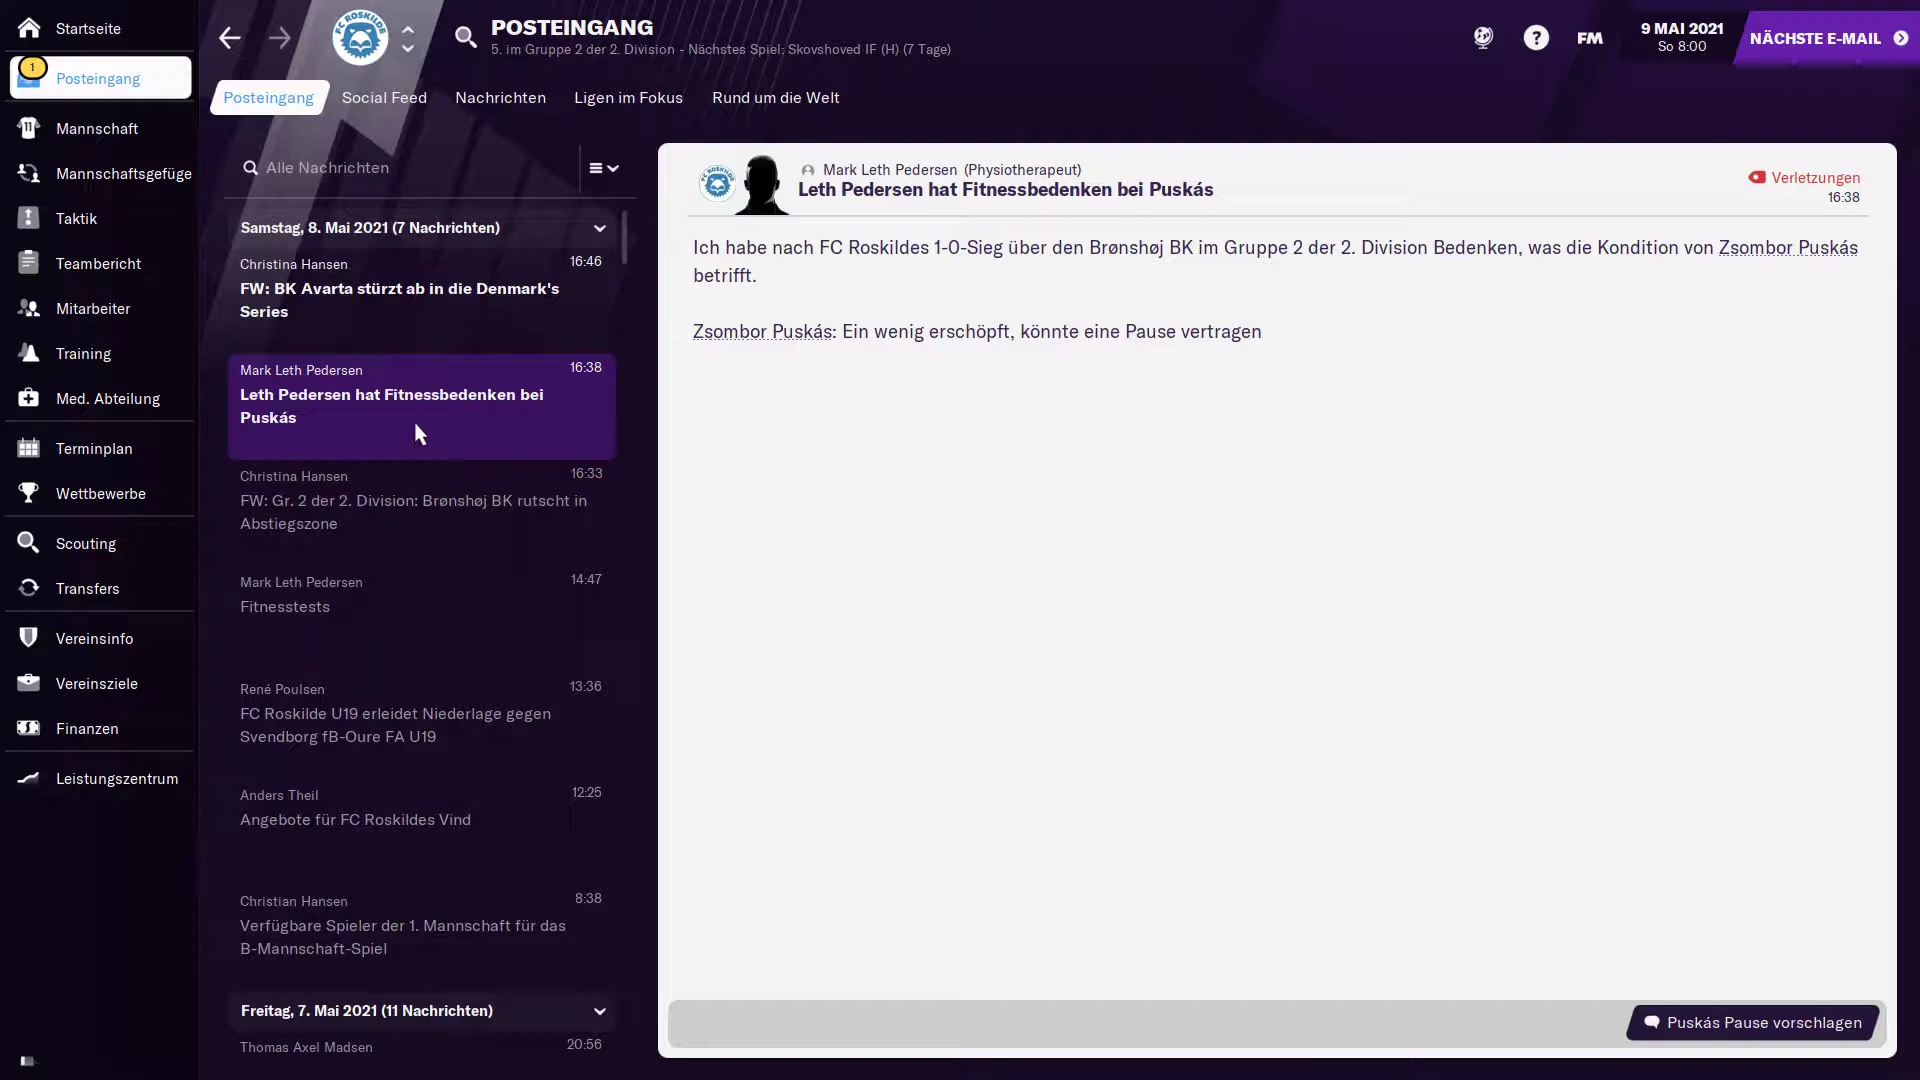 Startseite
1
Posteingang
Mannschaft
Mannschaftsgefüge
Taktik
Teambericht
Mitarbeiter
Training
Med. Abteilung
Terminplan
Wettbewerbe
Scouting
Transfers
Vereinsinfo
Vereinsziele
Finanzen
Leistungszentrum
FC ROSKILDE
POSTEINGANG
5. im Gruppe 2 der 2. Division - Nächstes Spiel: Skovshoved IF (H) (7 Tage)
FM
9 MAI 2021
So 8:00
NÄCHSTE E-MAIL
Posteingang
Social Feed
Nachrichten
Ligen im Fokus
Rund um die Welt
Alle Nachrichten
Samstag, 8. Mai 2021 (7 Nachrichten)
Christina Hansen
16:46
FW: BK Avarta stürzt ab in die Denmark's
Series
Mark Leth Pedersen
16:38
Leth Pedersen hat Fitnessbedenken bei
Puskás
Christina Hansen
16:33
FW: Gr. 2 der 2. Division: Brønshøj BK rutscht in
Abstiegszone
Mark Leth Pedersen
14:47
Fitnesstests
René Poulsen
13:36
FC Roskilde U19 erleidet Niederlage gegen
Svendborg fB-Oure FA U19
Anders Theil
12:25
Angebote für FC Roskildes Vind
Christian Hansen
8:38
Verfügbare Spieler der 1. Mannschaft für das
B-Mannschaft-Spiel
Freitag, 7. Mai 2021 (11 Nachrichten)
Thomas Axel Madsen
20:56
Mark Leth Pedersen (Physiotherapeut)
Leth Pedersen hat Fitnessbedenken bei Puskás
Verletzungen
16:38
Ich habe nach FC Roskildes 1-0-Sieg über den Brønshøj BK im Gruppe 2 der 2. Division Bedenken, was die Kondition von Zsombor Puskás
betrifft.
Zsombor Puskás: Ein wenig erschöpft, könnte eine Pause vertragen
Puskás Pause vorschlagen